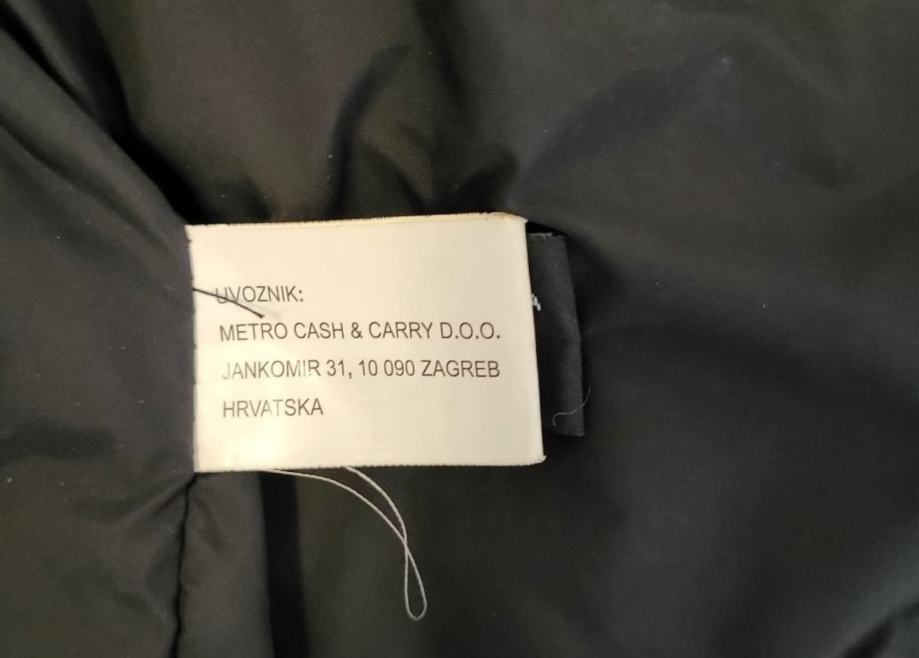 UVOZNIK:
METRO CASH & CARRY D.O.O.
JANKOMIR 31, 10 090 ZAGREB
HRVATSKA